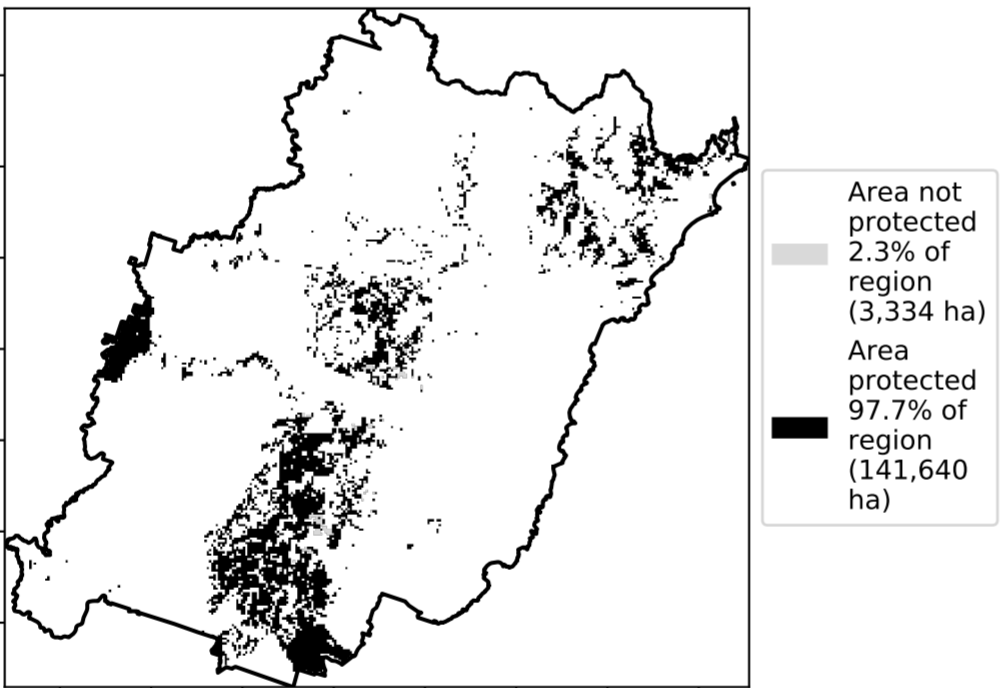 Area not
protected
2.3% of
region
(3,334 ha)
Area
protected
97.7% of
region
(141,640
ha)